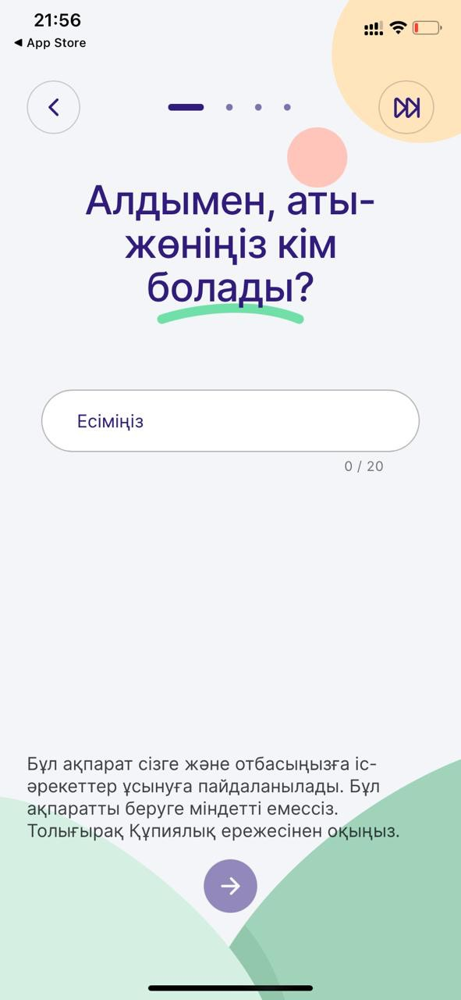 21:56
◀ App Store
Алдымен, аты-
жөніңіз кім
болады?
Есіміңіз
0 / 20
Бұл ақпарат сізге және отбасыңызға іс-
әрекеттер ұсынуға пайдаланылады. Бұл
ақпаратты беруге міндетті емессіз.
Толығырақ Құпиялық ережесінен оқыңыз.